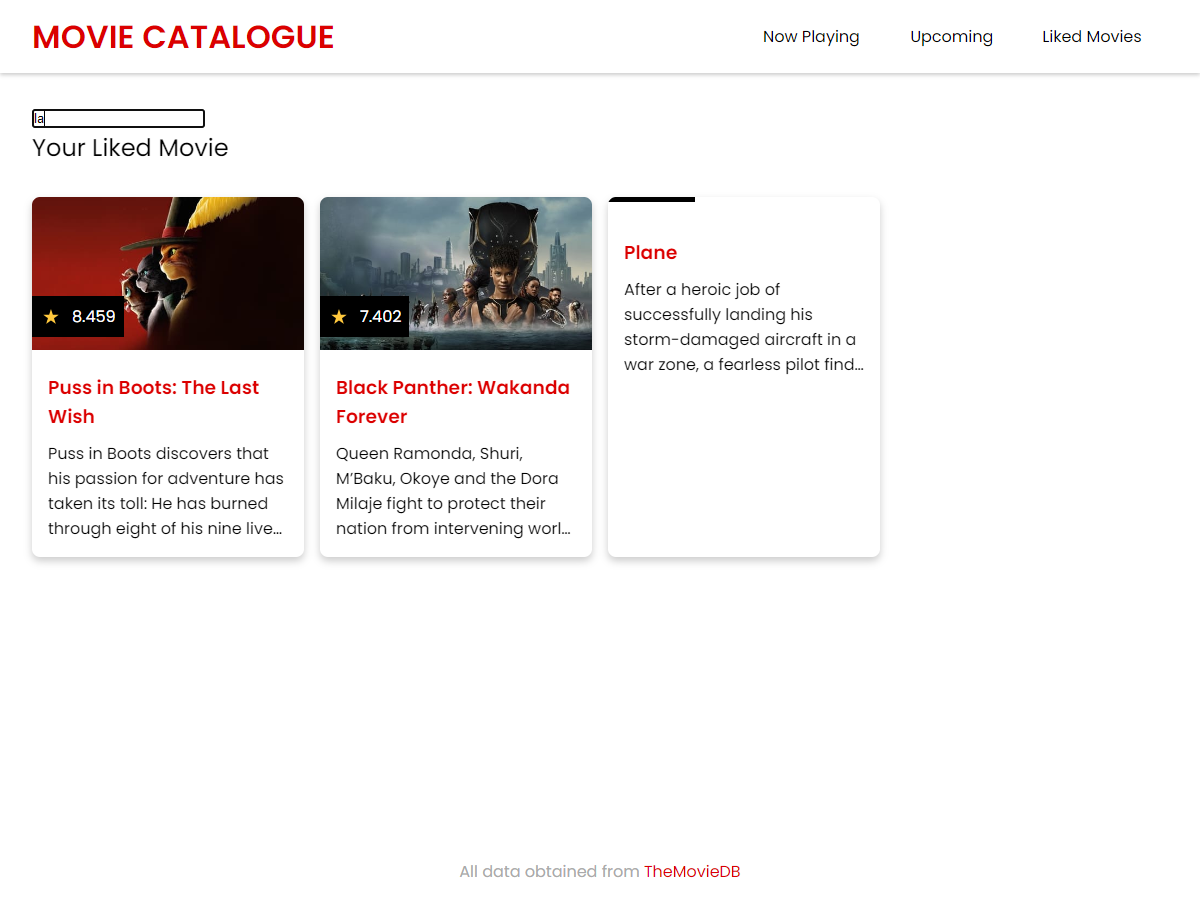 MOVIE CATALOGUE
Now Playing
Upcoming
Liked Movies
la
Your Liked Movie
★ 8.459
Puss in Boots: The Last
Wish
Puss in Boots discovers that
his passion for adventure has
taken its toll: He has burned
through eight of his nine live…
★ 7.402
Black Panther: Wakanda
Forever
Queen Ramonda, Shuri,
M’Baku, Okoye and the Dora
Milaje fight to protect their
nation from intervening worl…
Plane
After a heroic job of
successfully landing his
storm-damaged aircraft in a
war zone, a fearless pilot find…
All data obtained from TheMovieDB